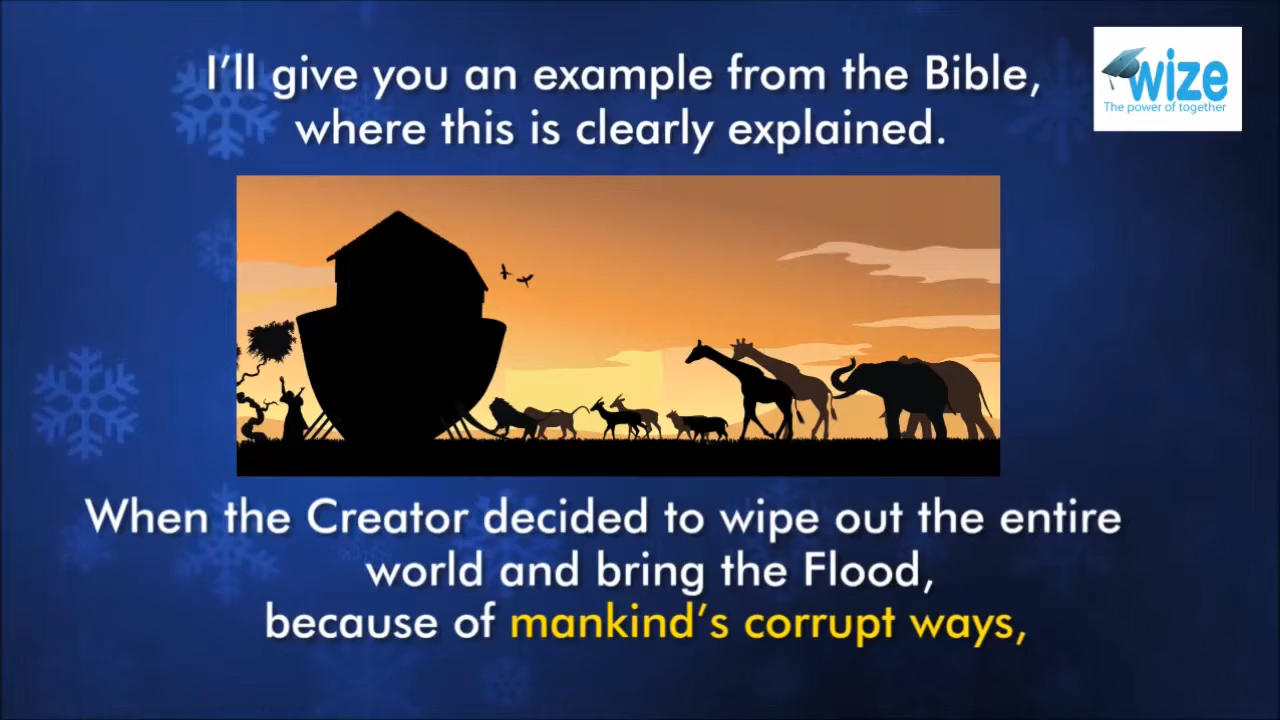 I'll give you an example from the Bible,
where this is clearly explained.
wize
The power of together
When the Creator decided to wipe out the entire
world and bring the Flood,
because of mankind's corrupt ways,